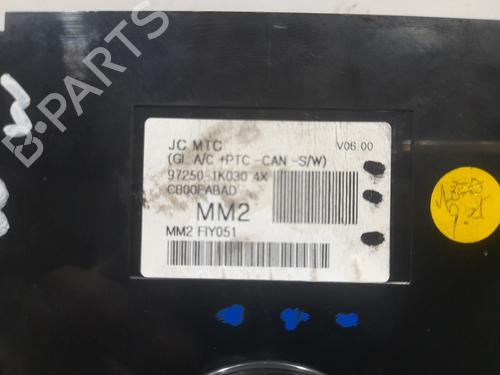 B-PARTS
JC MTC
V06.00
(GL A/C +PTC -CAN -S/W)
97250-1K030 4X
C800FABAD
MM2
MM2 FIY051